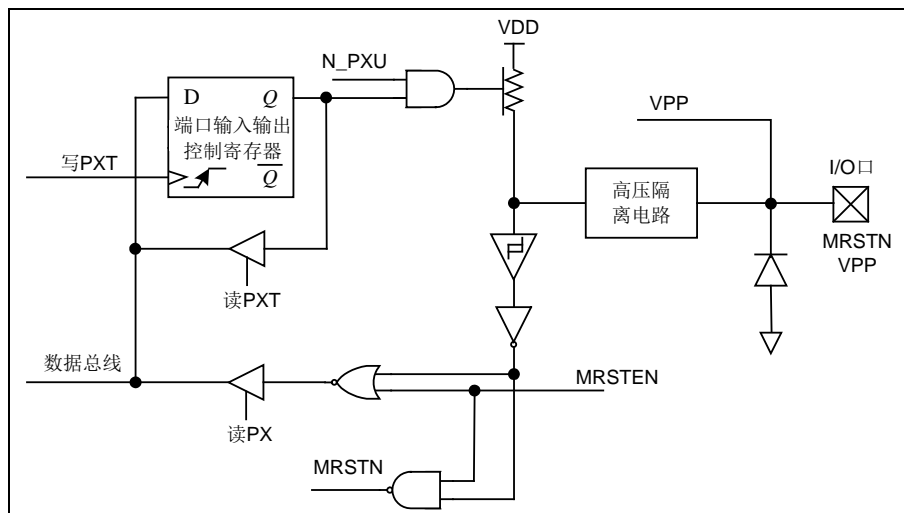 VDD
N_PXU
VPP
D
Q
端口输入输出
控制寄存器
Q
写PXT
I/O口
高压隔
离电路
MRSTN
VPP
读PXT
数据总线
MRSTEN
读PX
MRSTN